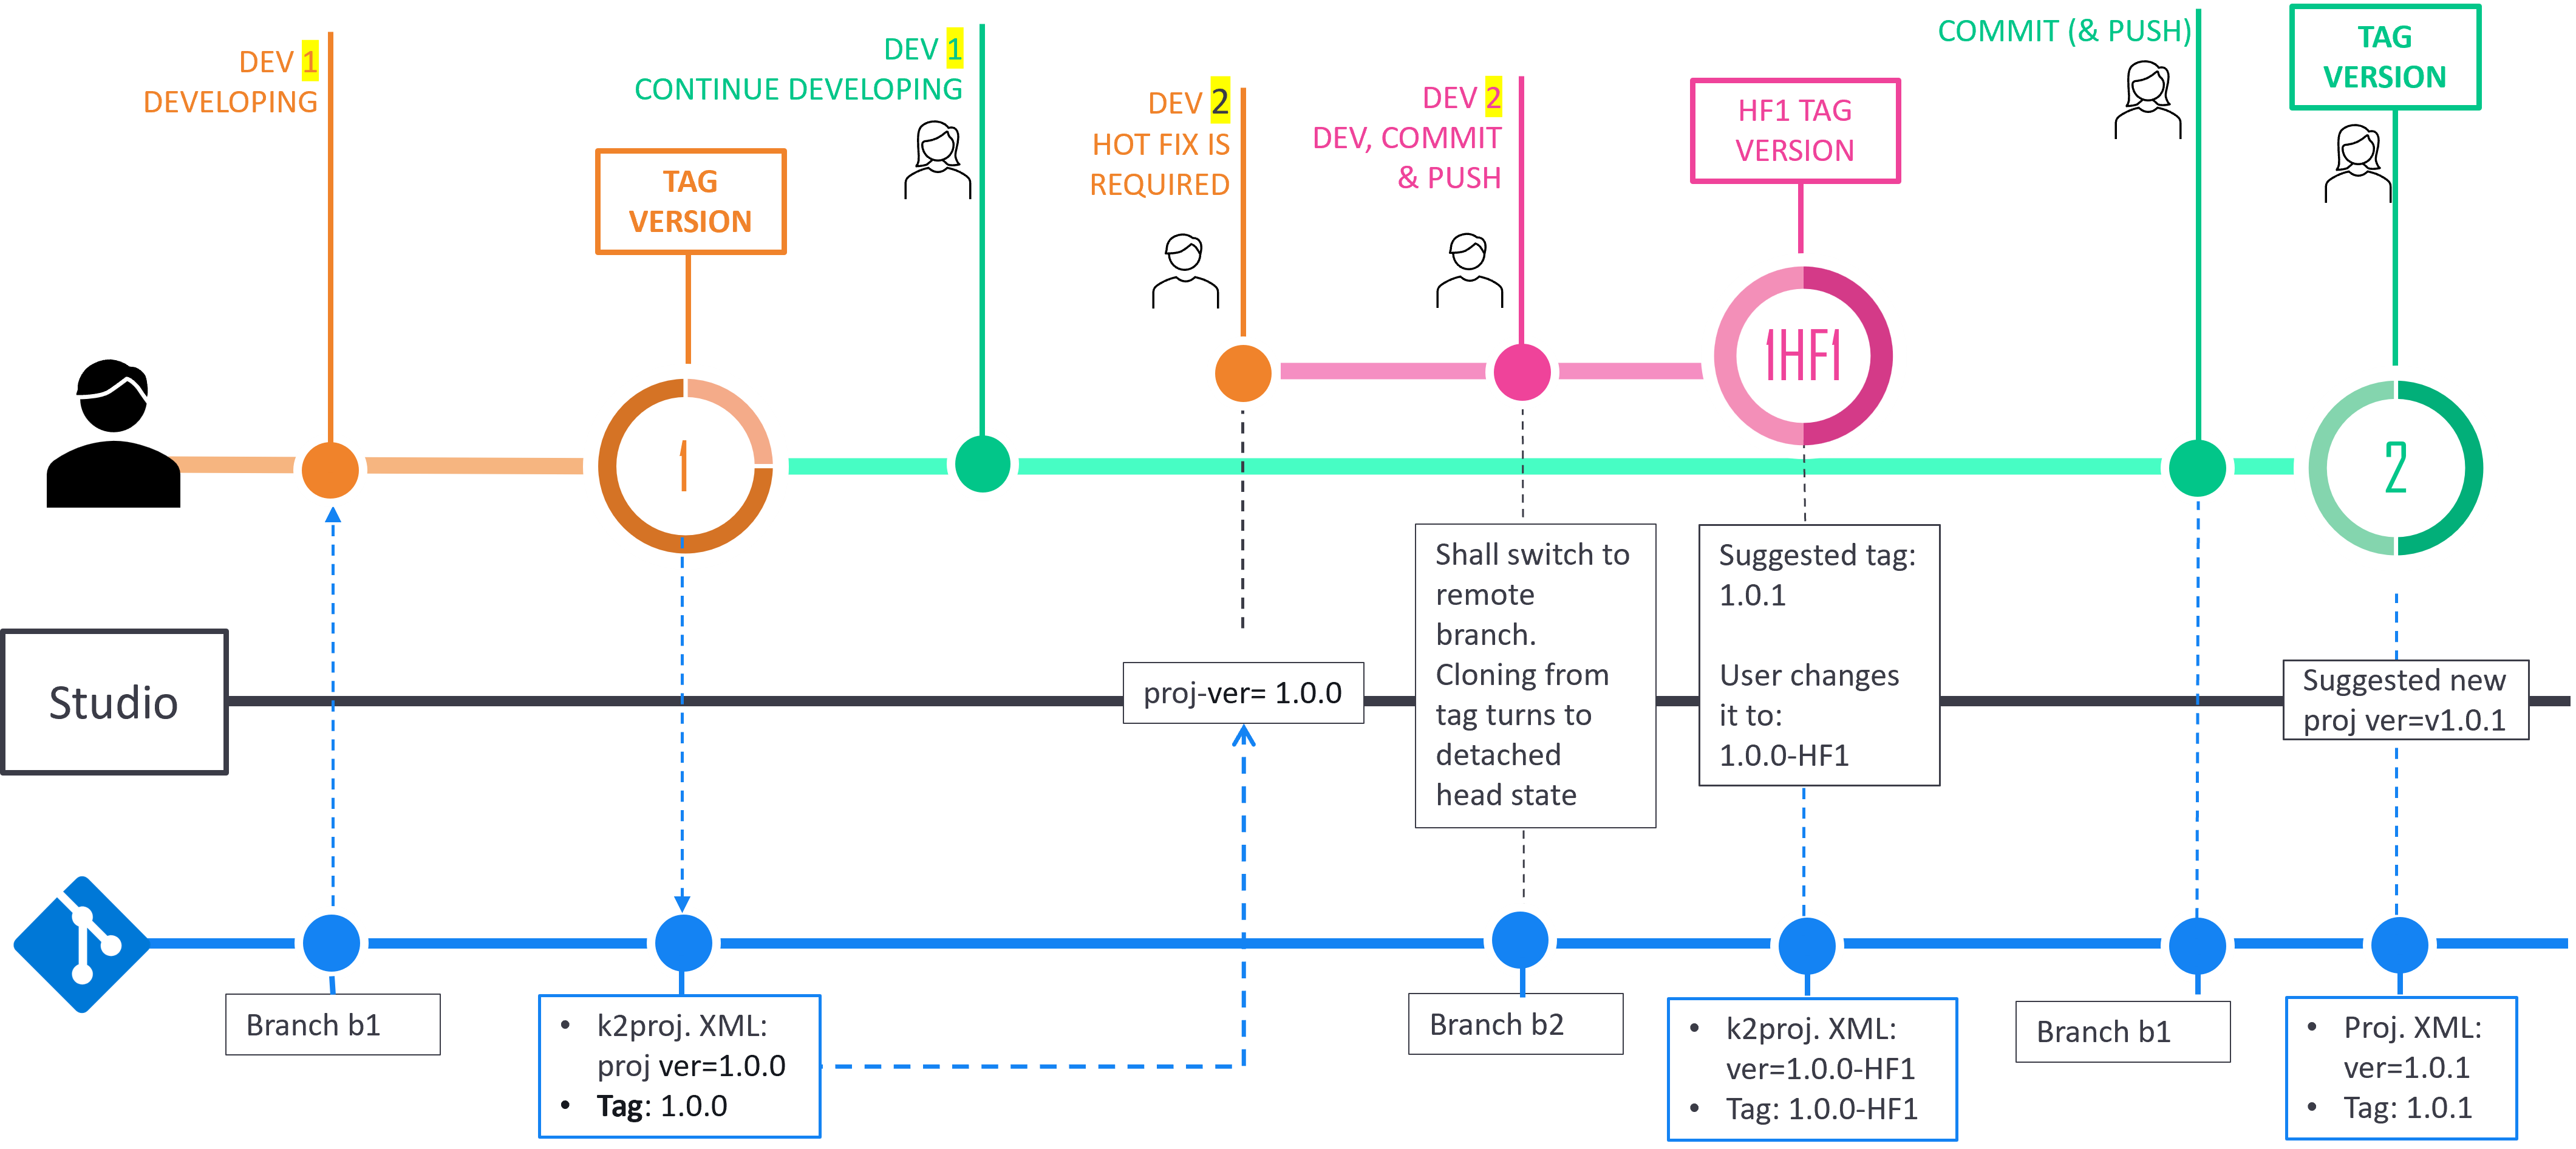 DEV 1
DEVELOPING
TAG
VERSION
1
DEV 1
CONTINUE DEVELOPING
DEV 2
HOT FIX IS
REQUIRED
DEV 2
DEV, COMMIT
& PUSH
HF1 TAG
VERSION
1HF1
COMMIT (& PUSH)
TAG
VERSION
2
Studio
proj-ver= 1.0.0
Shall switch to
remote
branch.
Cloning from
tag turns to
detached
head state
Suggested tag:
1.0.1
User changes
it to:
1.0.0-HF1
Suggested new
proj ver=v1.0.1
Branch b1
• k2proj. XML:
proj ver=1.0.0
• Tag: 1.0.0
Branch b2
• k2proj. XML:
ver=1.0.0-HF1
• Tag: 1.0.0-HF1
Branch b1
• Proj. XML:
ver=1.0.1
• Tag: 1.0.1